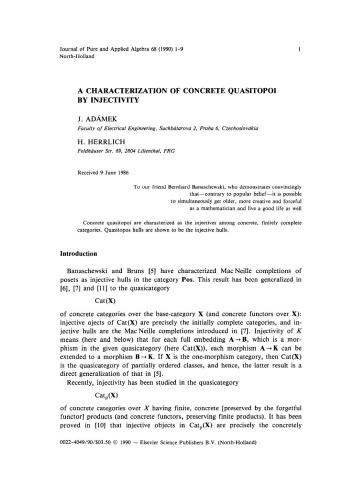 Journal of Pure and Applied Algebra 68 (1990) 1-9
1
North-Holland
A CHARACTERIZATION OF CONCRETE QUASITOPOI
BY INJECTIVITY
J. ADÁMEK
Faculty of Electrical Engineering, Suchbátarova 2, Praha 6, Czechoslovakia
H. HERRLICH
Feldhäuser Str. 69, 2804 Lilienthal, FRG
Received 9 June 1986
To our friend Bernhard Banaschewski, who demonstrates convincingly
that—contrary to popular belief—it is possible
to simultaneously get older, more creative and forceful
as a mathematician and live a good life as well
Concrete quasitopoi are characterized as the injectives among concrete, finitely complete
categories. Quasitopos hulls are shown to be the injective hulls.
Introduction
Banaschewski and Bruns [5] have characterized MacNeille completions of
posets as injective hulls in the category Pos. This result has been generalized in
[6], [7] and [11] to the quasicategory
Cat(X)
of concrete categories over the base-category X (and concrete functors over X):
injective ojects of Cat(X) are precisely the initially complete categories, and in-
jective hulls are the Mac Neille completions introduced in [7]. Injectivity of K
means (here and below) that for each full embedding A→B, which is a mor-
phism in the given quasicategory (here Cat(X)), each morphism A→K can be
extended to a morphism B→K. If X is the one-morphism category, then Cat(X)
is the quasicategory of partially ordered classes, and hence, the latter result is a
direct generalization of that in [5].
Recently, injectivity has been studied in the quasicategory
Catp(X)
of concrete categories over X having finite, concrete [preserved by the forgetful
functor] products (and concrete functors, preserving finite products). It has been
proved in [10] that injective objects in Catp(X) are precisely the concretely
0022-4049/90/$03.50 © 1990 — Elsevier Science Publishers B.V. (North-Holland)